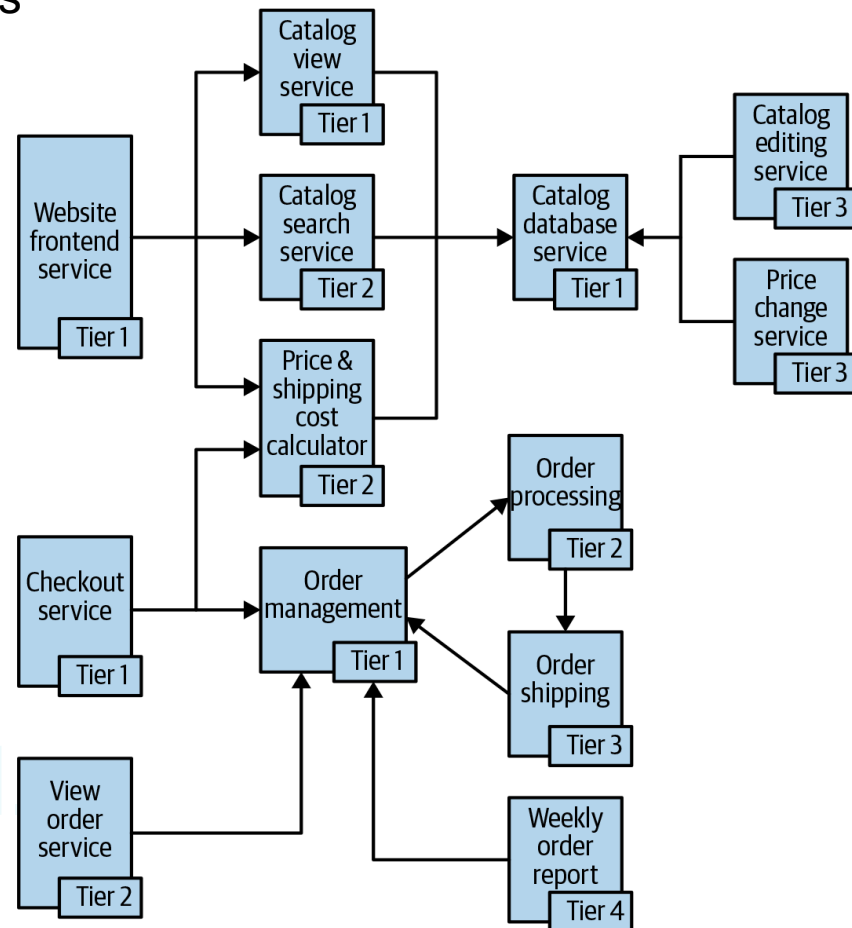 s
Catalog
view
service
Tier 1
Website
frontend
service
Tier 1
Catalog
search
service
Tier 2
Catalog
database
service
Tier 1
Catalog
editing
service
Tier 3
Price
change
service
Tier 3
Price &
shipping
cost
calculator
Tier 2
Checkout
service
Tier 1
Order
management
Tier 1
Order
processing
Tier 2
Order
shipping
Tier 3
View
order
service
Tier 2
Weekly
order
report
Tier 4